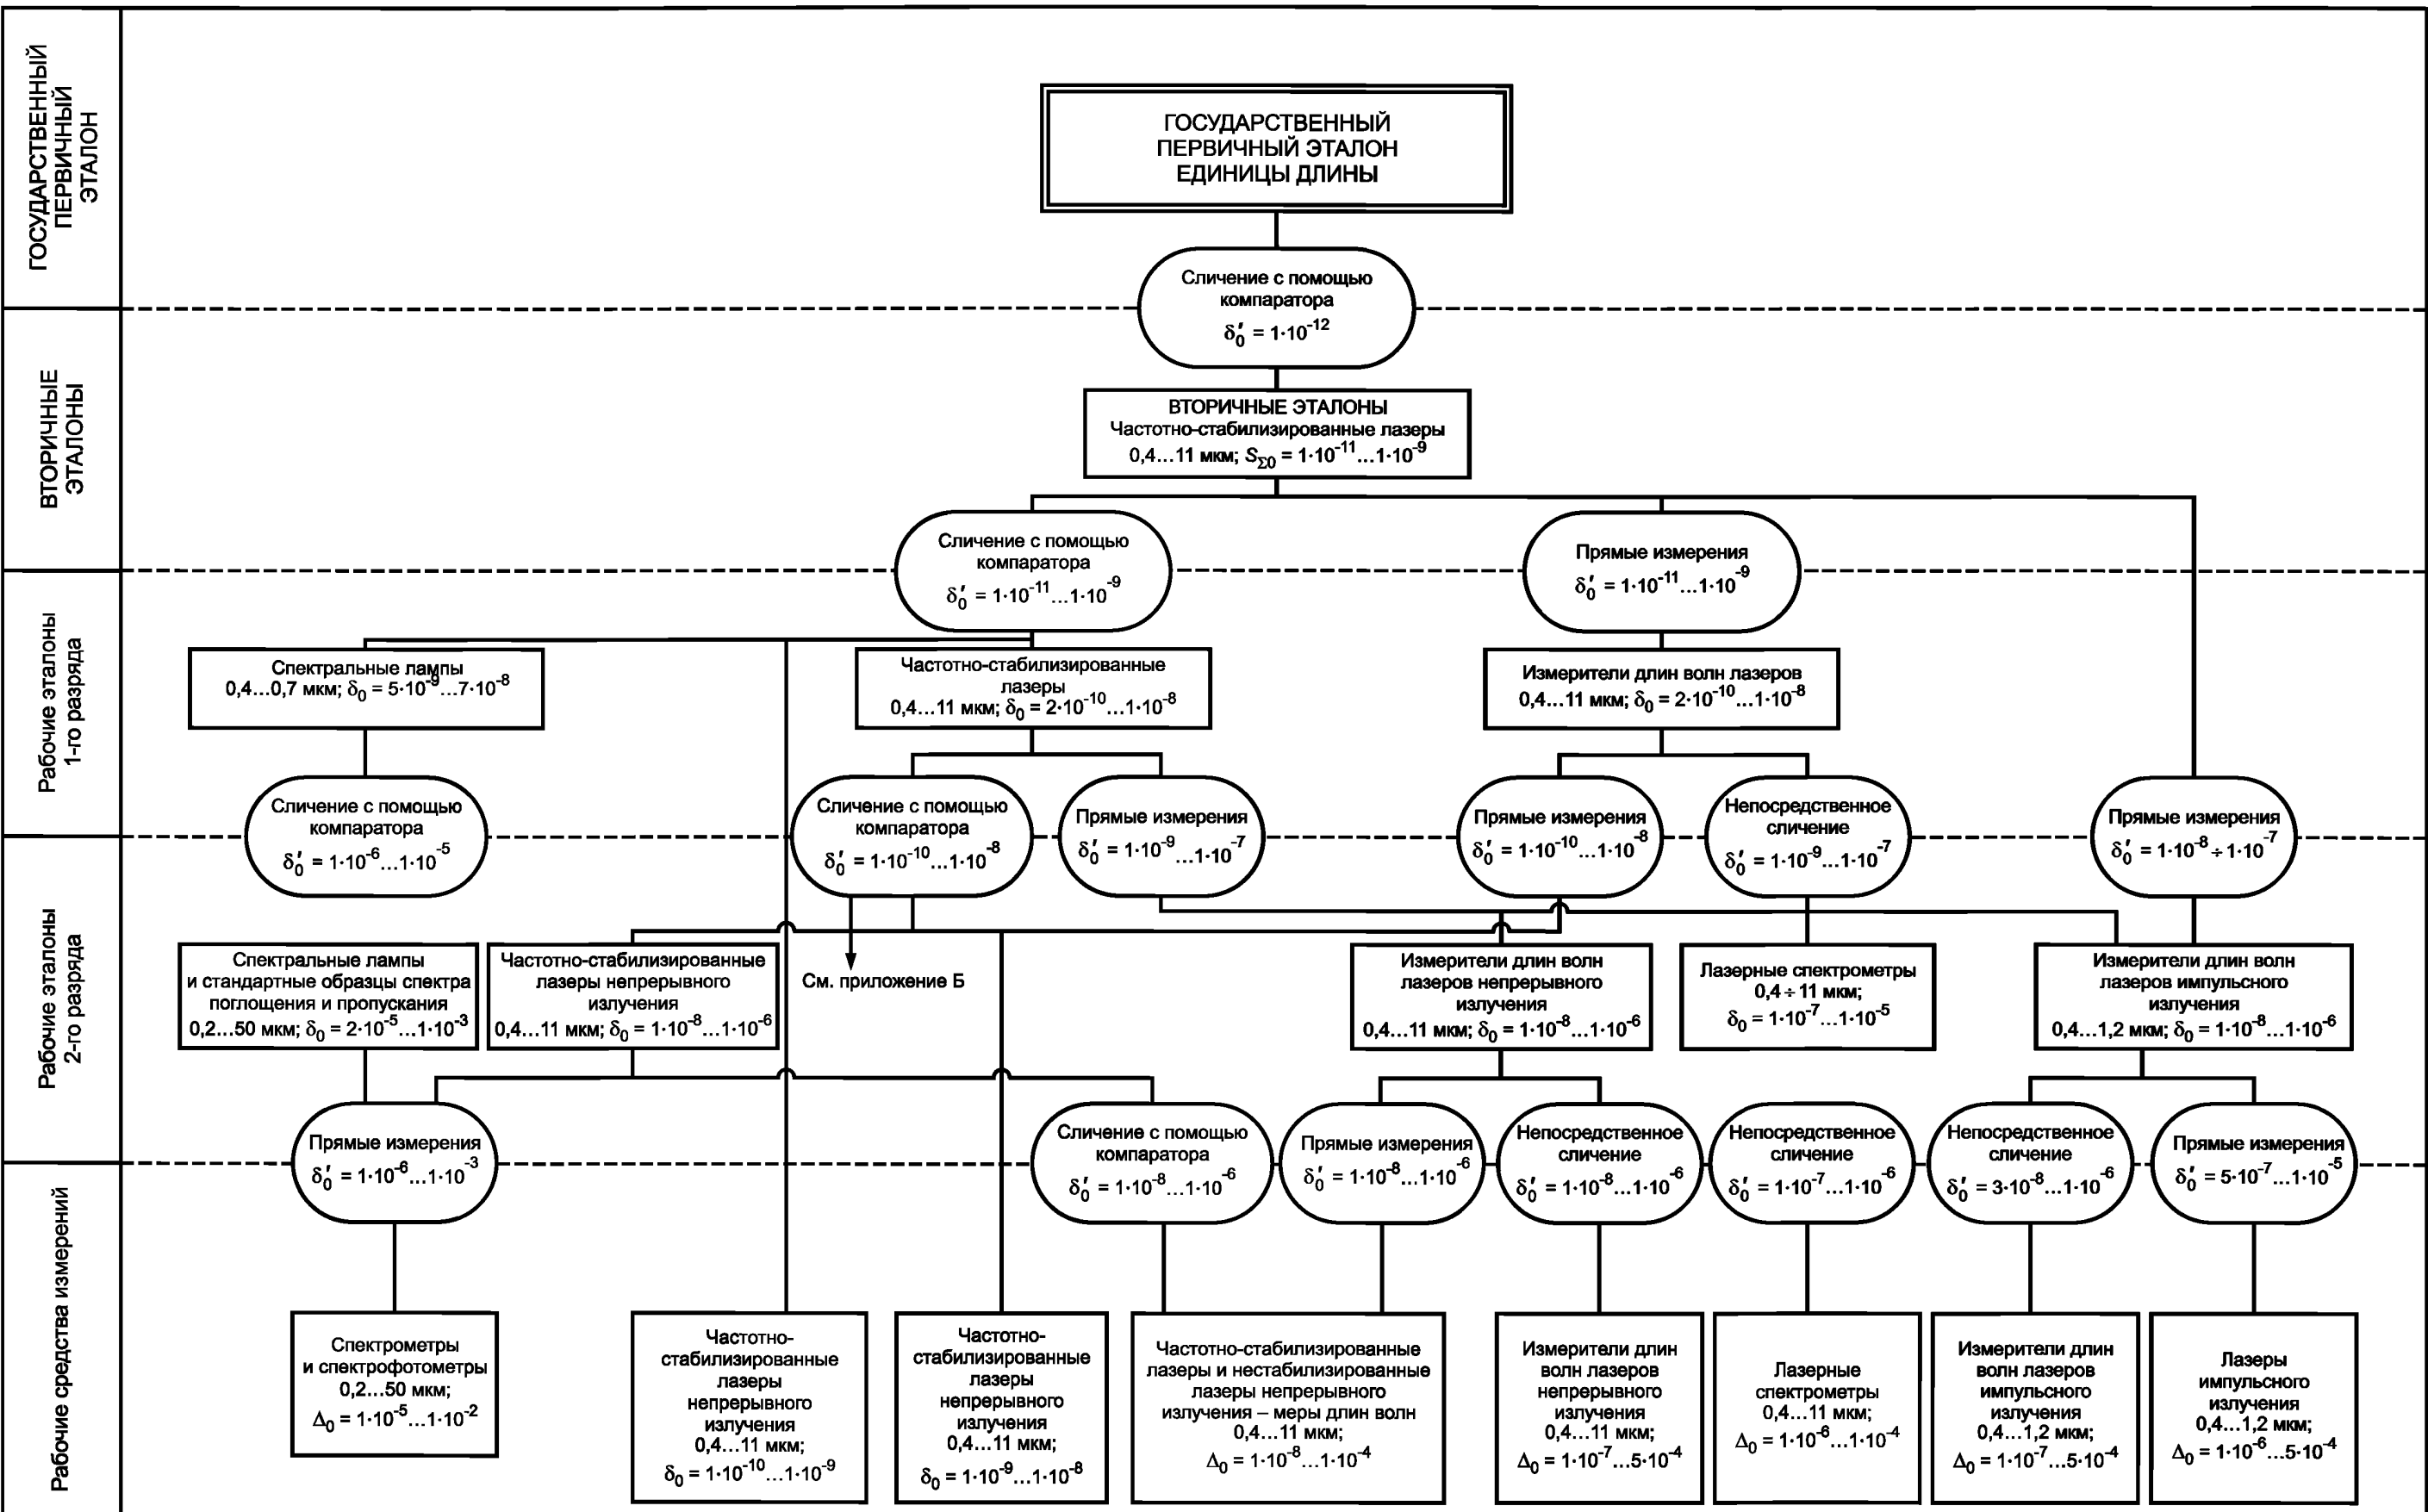 ГОСУДАРСТВЕННЫЙ
ПЕРВИЧНЫЙ
ЭТАЛОН
ГОСУДАРСТВЕННЫЙ
ПЕРВИЧНЫЙ ЭТАЛОН
ЕДИНИЦЫ ДЛИНЫ
Сличение с помощью
компаратора
δ₀′ = 1·10⁻¹²
ВТОРИЧНЫЕ
ЭТАЛОНЫ
ВТОРИЧНЫЕ ЭТАЛОНЫ
Частотно-стабилизированные лазеры
0,4...11 мкм; S_Σ0 = 1·10⁻¹¹...1·10⁻⁹
Сличение с помощью
компаратора
δ₀′ = 1·10⁻¹¹...1·10⁻⁹
Прямые измерения
δ₀′ = 1·10⁻¹¹...1·10⁻⁹
Рабочие эталоны
1-го разряда
Спектральные лампы
0,4...0,7 мкм; δ₀ = 5·10⁻⁹...7·10⁻⁸
Частотно-стабилизированные
лазеры
0,4...11 мкм; δ₀ = 2·10⁻¹⁰...1·10⁻⁸
Измерители длин волн лазеров
0,4...11 мкм; δ₀ = 2·10⁻¹⁰...1·10⁻⁸
Сличение с помощью
компаратора
δ₀′ = 1·10⁻⁶...1·10⁻⁵
Сличение с помощью
компаратора
δ₀′ = 1·10⁻¹⁰...1·10⁻⁸
Прямые измерения
δ₀′ = 1·10⁻⁹...1·10⁻⁷
Прямые измерения
δ₀′ = 1·10⁻¹⁰...1·10⁻⁸
Непосредственное
сличение
δ₀′ = 1·10⁻⁹...1·10⁻⁷
Прямые измерения
δ₀′ = 1·10⁻⁸ ÷ 1·10⁻⁷
Рабочие эталоны
2-го разряда
Спектральные лампы
и стандартные образцы спектра
поглощения и пропускания
0,2...50 мкм; δ₀ = 2·10⁻⁵...1·10⁻³
Частотно-стабилизированные
лазеры непрерывного
излучения
0,4...11 мкм; δ₀ = 1·10⁻⁸...1·10⁻⁶
См. приложение Б
Измерители длин волн
лазеров непрерывного
излучения
0,4...11 мкм; δ₀ = 1·10⁻⁸...1·10⁻⁶
Лазерные спектрометры
0,4 ÷ 11 мкм;
δ₀ = 1·10⁻⁷...1·10⁻⁵
Измерители длин волн
лазеров импульсного
излучения
0,4...1,2 мкм; δ₀ = 1·10⁻⁸...1·10⁻⁶
Прямые измерения
δ₀′ = 1·10⁻⁶...1·10⁻³
Сличение с помощью
компаратора
δ₀′ = 1·10⁻⁸...1·10⁻⁶
Прямые измерения
δ₀′ = 1·10⁻⁸...1·10⁻⁶
Непосредственное
сличение
δ₀′ = 1·10⁻⁸...1·10⁻⁶
Непосредственное
сличение
δ₀′ = 1·10⁻⁷...1·10⁻⁶
Непосредственное
сличение
δ₀′ = 3·10⁻⁸...1·10⁻⁶
Прямые измерения
δ₀′ = 5·10⁻⁷...1·10⁻⁵
Рабочие средства измерений
Спектрометры
и спектрофотометры
0,2...50 мкм;
Δ₀ = 1·10⁻⁵...1·10⁻²
Частотно-
стабилизированные
лазеры
непрерывного
излучения
0,4...11 мкм;
δ₀ = 1·10⁻¹⁰...1·10⁻⁹
Частотно-
стабилизированные
лазеры
непрерывного
излучения
0,4...11 мкм;
δ₀ = 1·10⁻⁹...1·10⁻⁸
Частотно-стабилизированные
лазеры и нестабилизированные
лазеры непрерывного
излучения – меры длин волн
0,4...11 мкм;
Δ₀ = 1·10⁻⁸...1·10⁻⁴
Измерители длин
волн лазеров
непрерывного
излучения
0,4...11 мкм;
Δ₀ = 1·10⁻⁷...5·10⁻⁴
Лазерные
спектрометры
0,4...11 мкм;
Δ₀ = 1·10⁻⁶...1·10⁻⁴
Измерители длин
волн лазеров
импульсного
излучения
0,4...1,2 мкм;
Δ₀ = 1·10⁻⁷...5·10⁻⁴
Лазеры
импульсного
излучения
0,4...1,2 мкм;
Δ₀ = 1·10⁻⁶...5·10⁻⁴